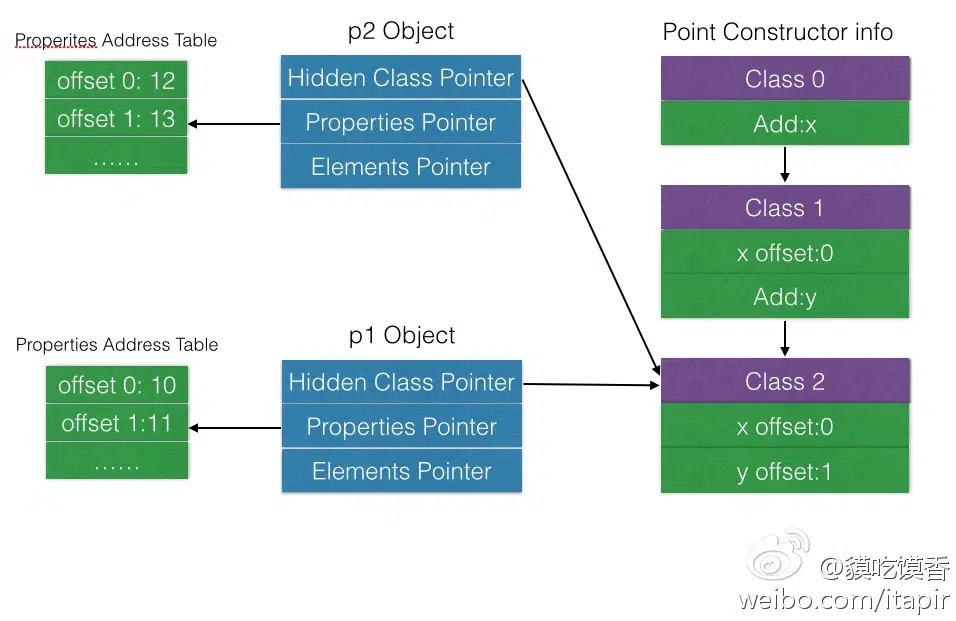 Properites Address Table
offset 0: 12
offset 1: 13
......
p2 Object
Hidden Class Pointer
Properties Pointer
Elements Pointer
Point Constructor info
Class 0
Add:x
Class 1
x offset:0
Add:y
Class 2
x offset:0
y offset:1
Properties Address Table
offset 0: 10
offset 1:11
......
p1 Object
Hidden Class Pointer
Properties Pointer
Elements Pointer
@貘吃馍香
weibo.com/itapir